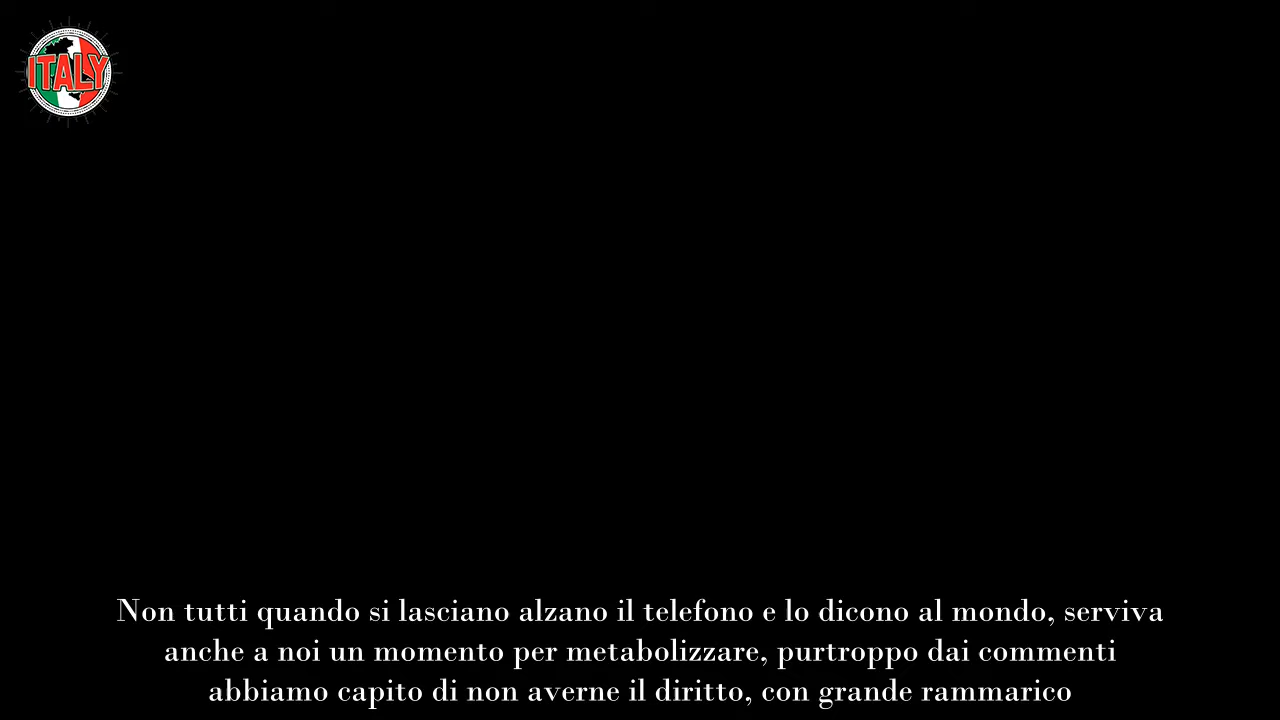 ITALY
Non tutti quando si lasciano alzano il telefono e lo dicono al mondo, serviva
anche a noi un momento per metabolizzare, purtroppo dai commenti
abbiamo capito di non averne il diritto, con grande rammarico